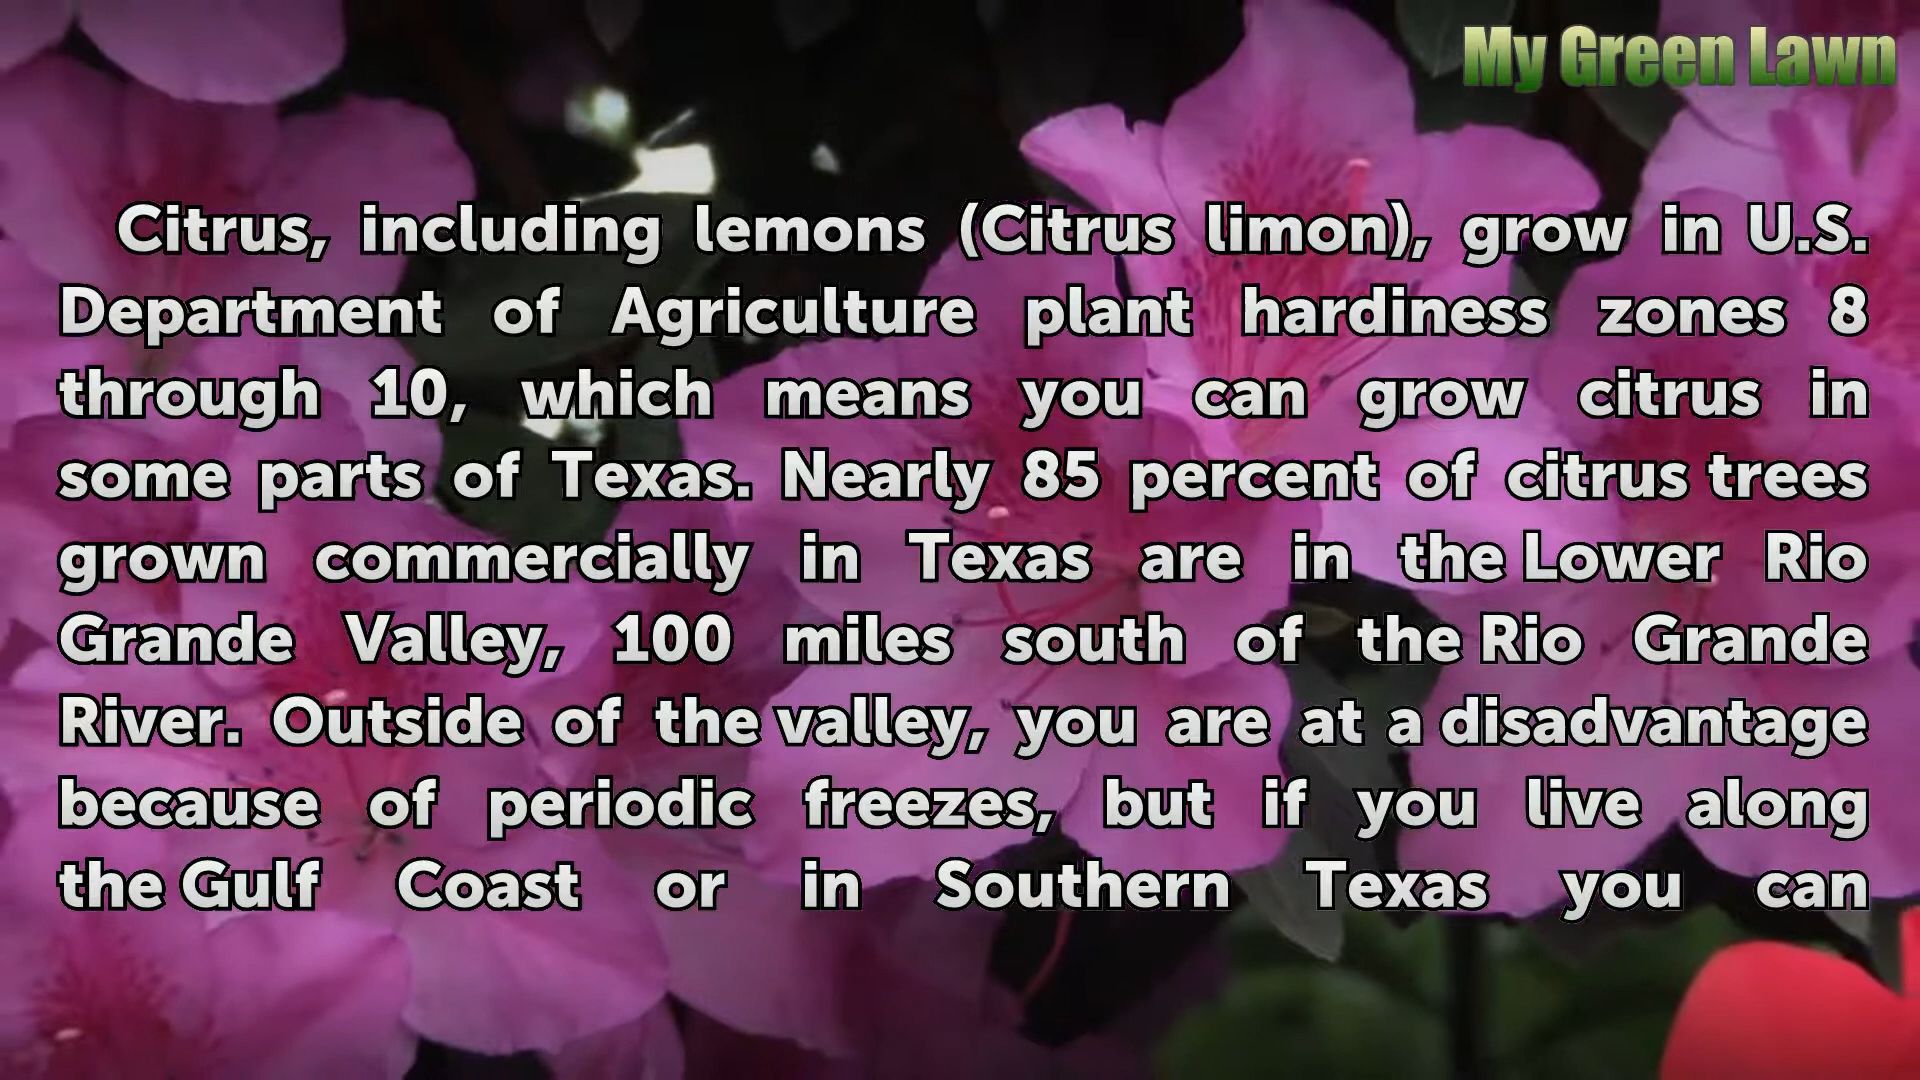 My Green Lawn
Citrus, including lemons (Citrus limon), grow in U.S.
Department of Agriculture plant hardiness zones 8
through 10, which means you can grow citrus in
some parts of Texas. Nearly 85 percent of citrus trees
grown commercially in Texas are in the Lower Rio
Grande Valley, 100 miles south of the Rio Grande
River. Outside of the valley, you are at a disadvantage
because of periodic freezes, but if you live along
the Gulf Coast or in Southern Texas you can